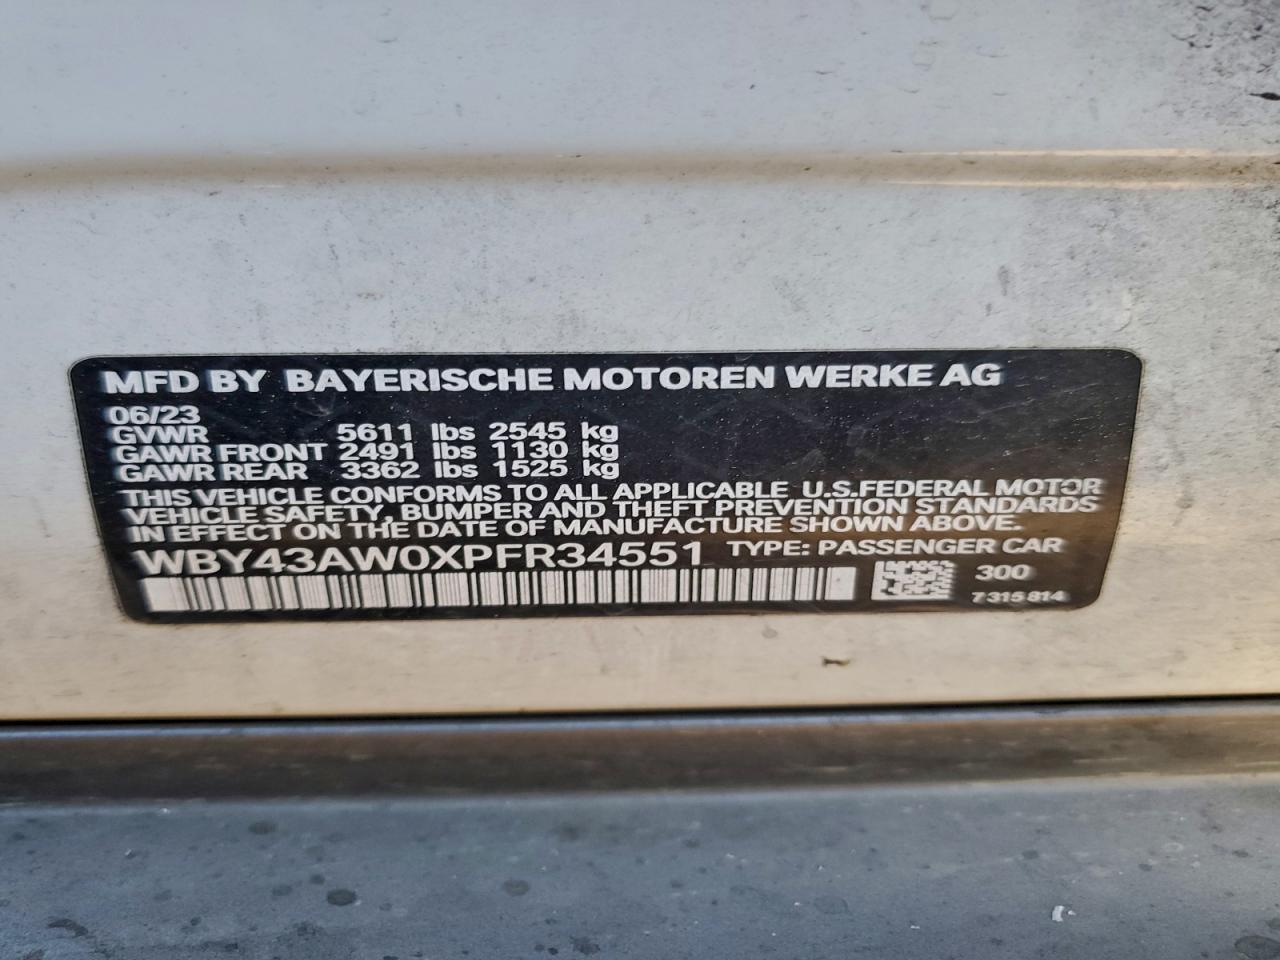 MFD BY BAYERISCHE MOTOREN WERKE AG
06/23
GVWR 5611 lbs 2545 kg
GAWR FRONT 2491 lbs 1130 kg
GAWR REAR 3362 lbs 1525 kg
THIS VEHICLE CONFORMS TO ALL APPLICABLE U.S.FEDERAL MOTOR
VEHICLE SAFETY, BUMPER AND THEFT PREVENTION STANDARDS
IN EFFECT ON THE DATE OF MANUFACTURE SHOWN ABOVE.
WBY43AW0XPFR34551 TYPE: PASSENGER CAR
300
7 315 814